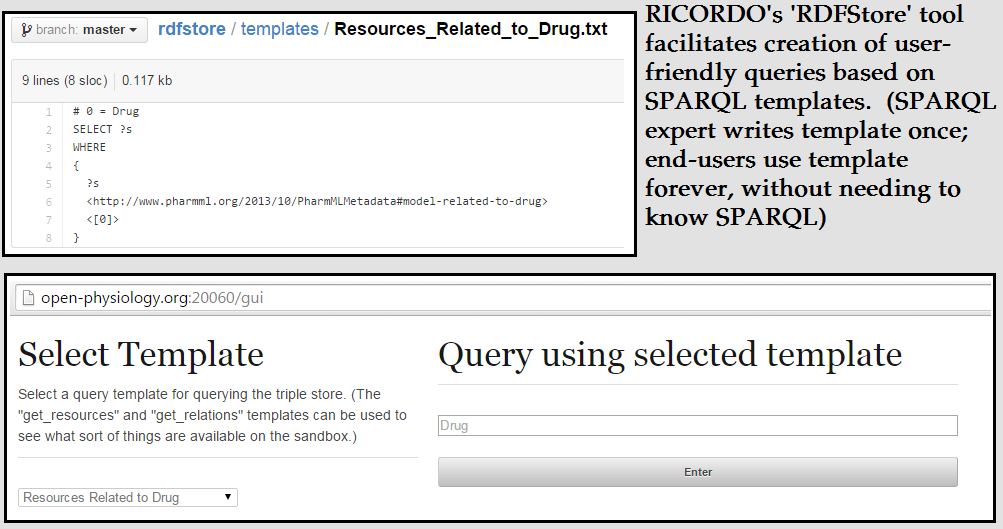 branch: master
rdfstore / templates / Resources_Related_to_Drug.txt
9 lines (8 sloc) 0.117 kb
1 # 0 = Drug
2 SELECT ?s
3 WHERE
4 {
5 ?s
6 <http://www.pharmml.org/2013/10/PharmMLMetadata#model-related-to-drug>
7 <[0]>
8 }
RICORDO's 'RDFStore' tool
facilitates creation of user-
friendly queries based on
SPARQL templates. (SPARQL
expert writes template once;
end-users use template
forever, without needing to
know SPARQL)
open-physiology.org:20060/gui
Select Template
Select a query template for querying the triple store. (The
"get_resources" and "get_relations" templates can be used to
see what sort of things are available on the sandbox.)
Resources Related to Drug
Query using selected template
Drug
Enter